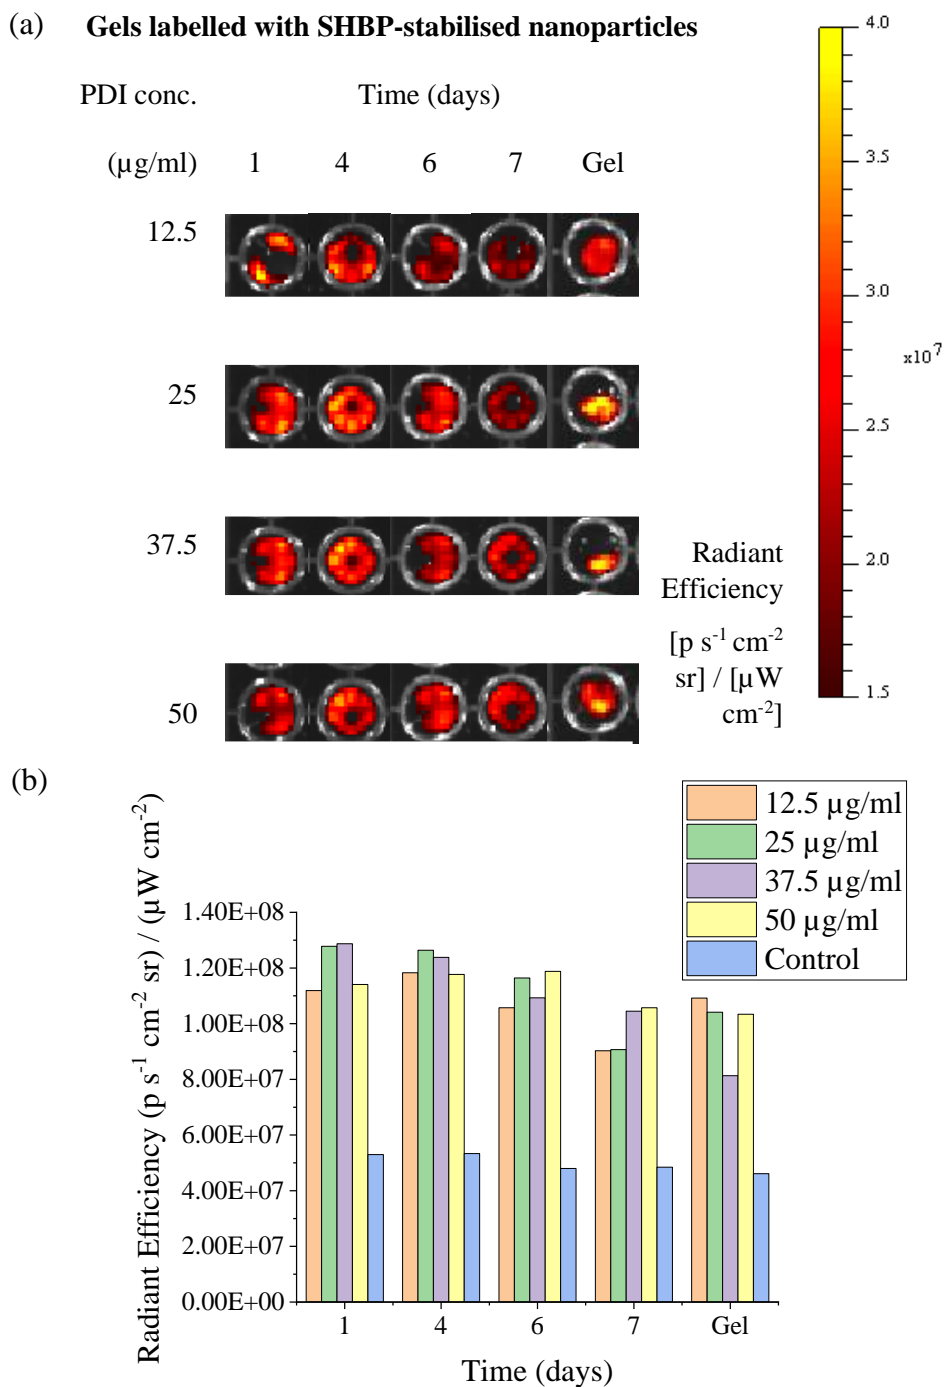 (a) Gels labelled with SHBP-stabilised nanoparticles
PDI conc. Time (days)
(µg/ml) 1 4 6 7 Gel
12.5
25
37.5
50
4.0
3.5
3.0
x10⁷
2.5
2.0
1.5
Radiant
Efficiency
[p s⁻¹ cm⁻²
sr] / [µW
cm⁻²]
(b)
12.5 µg/ml
25 µg/ml
37.5 µg/ml
50 µg/ml
Control
Radiant Efficiency (p s⁻¹ cm⁻² sr) / (µW cm⁻²)
1.40E+08
1.20E+08
1.00E+08
8.00E+07
6.00E+07
4.00E+07
2.00E+07
0.00E+00
1 4 6 7 Gel
Time (days)